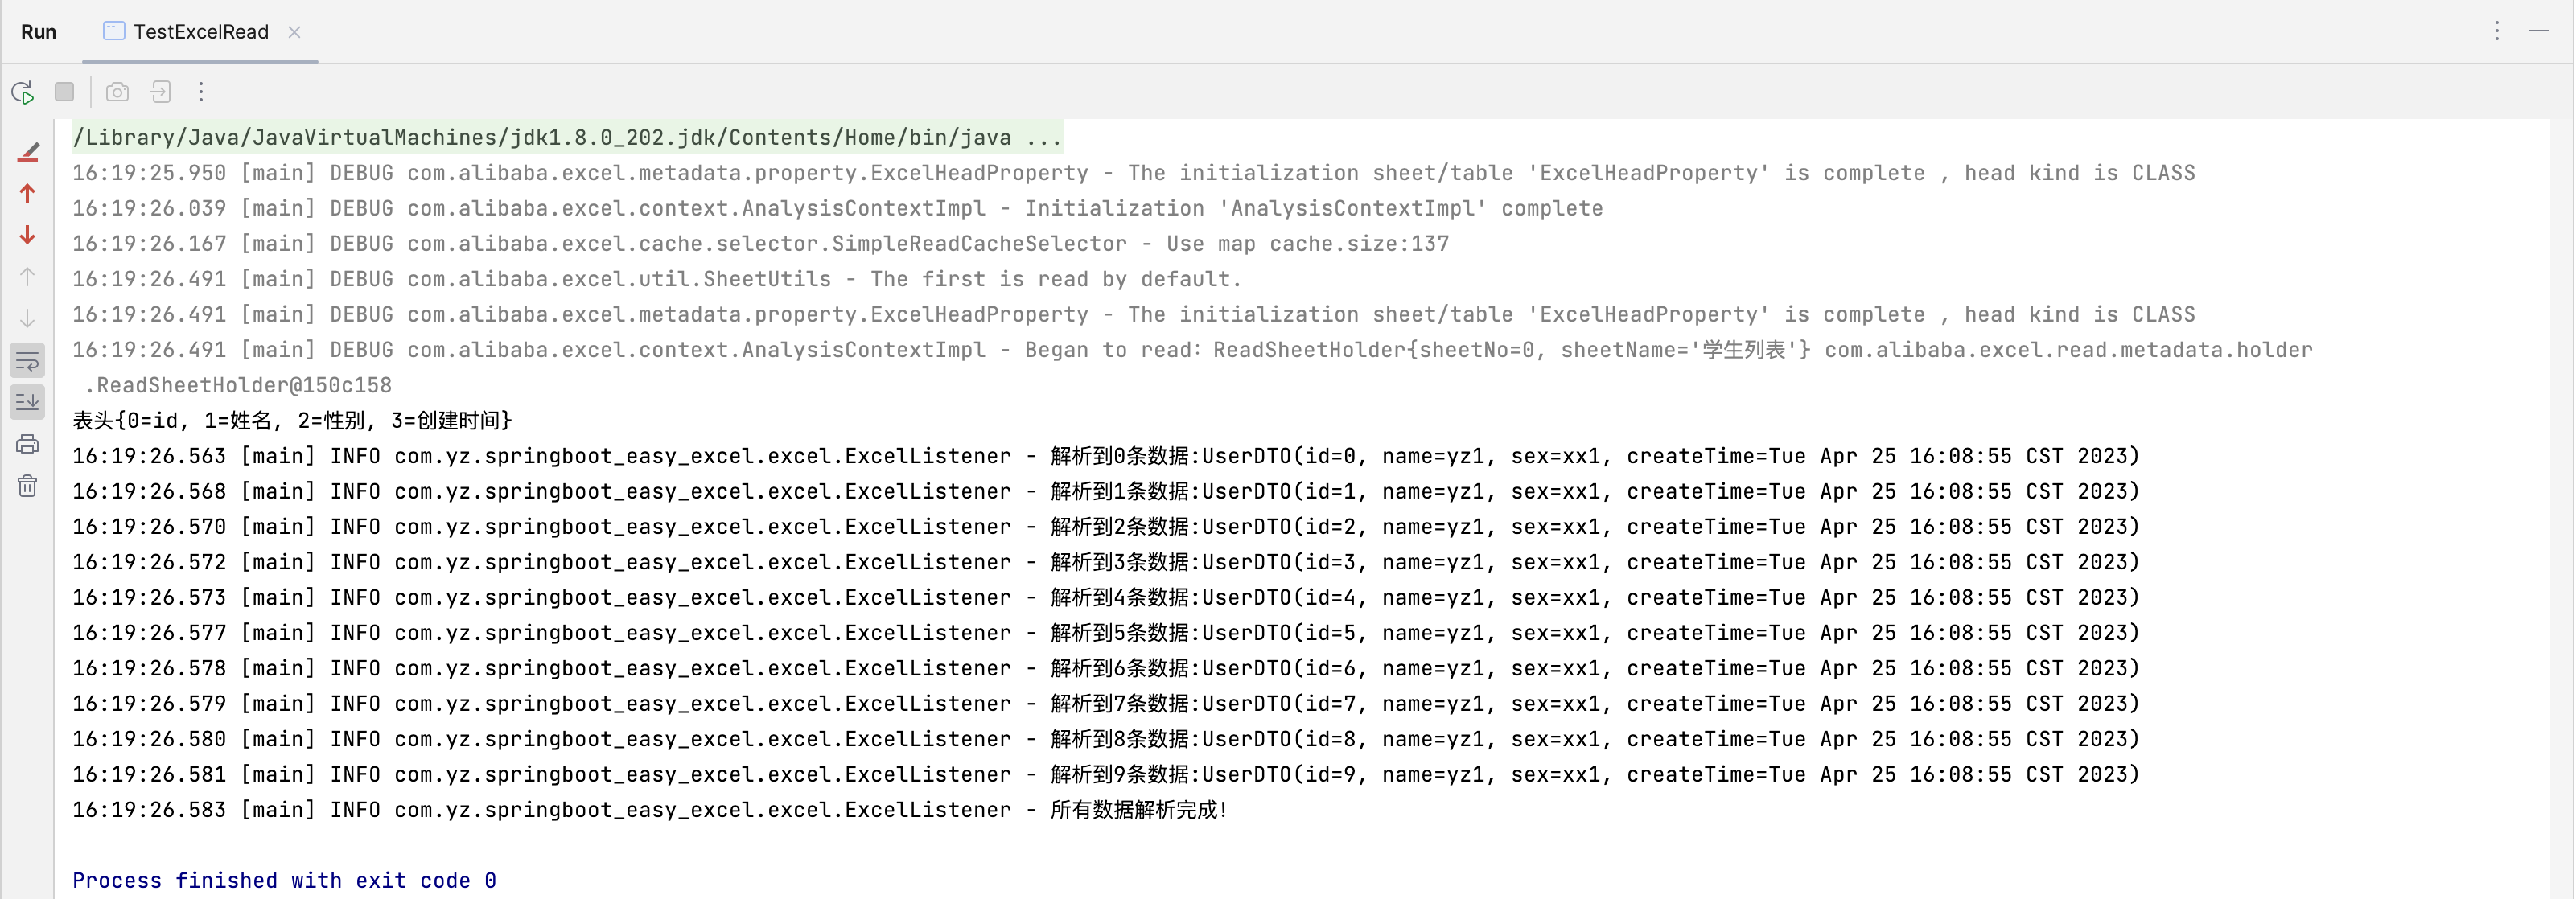 Run TestExcelRead
/Library/Java/JavaVirtualMachines/jdk1.8.0_202.jdk/Contents/Home/bin/java ...
16:19:25.950 [main] DEBUG com.alibaba.excel.metadata.property.ExcelHeadProperty - The initialization sheet/table 'ExcelHeadProperty' is complete , head kind is CLASS
16:19:26.039 [main] DEBUG com.alibaba.excel.context.AnalysisContextImpl - Initialization 'AnalysisContextImpl' complete
16:19:26.167 [main] DEBUG com.alibaba.excel.cache.selector.SimpleReadCacheSelector - Use map cache.size:137
16:19:26.491 [main] DEBUG com.alibaba.excel.util.SheetUtils - The first is read by default.
16:19:26.491 [main] DEBUG com.alibaba.excel.metadata.property.ExcelHeadProperty - The initialization sheet/table 'ExcelHeadProperty' is complete , head kind is CLASS
16:19:26.491 [main] DEBUG com.alibaba.excel.context.AnalysisContextImpl - Began to read：ReadSheetHolder{sheetNo=0, sheetName='学生列表'} com.alibaba.excel.read.metadata.holder
.ReadSheetHolder@150c158
表头{0=id, 1=姓名, 2=性别, 3=创建时间}
16:19:26.563 [main] INFO com.yz.springboot_easy_excel.excel.ExcelListener - 解析到0条数据:UserDTO(id=0, name=yz1, sex=xx1, createTime=Tue Apr 25 16:08:55 CST 2023)
16:19:26.568 [main] INFO com.yz.springboot_easy_excel.excel.ExcelListener - 解析到1条数据:UserDTO(id=1, name=yz1, sex=xx1, createTime=Tue Apr 25 16:08:55 CST 2023)
16:19:26.570 [main] INFO com.yz.springboot_easy_excel.excel.ExcelListener - 解析到2条数据:UserDTO(id=2, name=yz1, sex=xx1, createTime=Tue Apr 25 16:08:55 CST 2023)
16:19:26.572 [main] INFO com.yz.springboot_easy_excel.excel.ExcelListener - 解析到3条数据:UserDTO(id=3, name=yz1, sex=xx1, createTime=Tue Apr 25 16:08:55 CST 2023)
16:19:26.573 [main] INFO com.yz.springboot_easy_excel.excel.ExcelListener - 解析到4条数据:UserDTO(id=4, name=yz1, sex=xx1, createTime=Tue Apr 25 16:08:55 CST 2023)
16:19:26.577 [main] INFO com.yz.springboot_easy_excel.excel.ExcelListener - 解析到5条数据:UserDTO(id=5, name=yz1, sex=xx1, createTime=Tue Apr 25 16:08:55 CST 2023)
16:19:26.578 [main] INFO com.yz.springboot_easy_excel.excel.ExcelListener - 解析到6条数据:UserDTO(id=6, name=yz1, sex=xx1, createTime=Tue Apr 25 16:08:55 CST 2023)
16:19:26.579 [main] INFO com.yz.springboot_easy_excel.excel.ExcelListener - 解析到7条数据:UserDTO(id=7, name=yz1, sex=xx1, createTime=Tue Apr 25 16:08:55 CST 2023)
16:19:26.580 [main] INFO com.yz.springboot_easy_excel.excel.ExcelListener - 解析到8条数据:UserDTO(id=8, name=yz1, sex=xx1, createTime=Tue Apr 25 16:08:55 CST 2023)
16:19:26.581 [main] INFO com.yz.springboot_easy_excel.excel.ExcelListener - 解析到9条数据:UserDTO(id=9, name=yz1, sex=xx1, createTime=Tue Apr 25 16:08:55 CST 2023)
16:19:26.583 [main] INFO com.yz.springboot_easy_excel.excel.ExcelListener - 所有数据解析完成！
Process finished with exit code 0